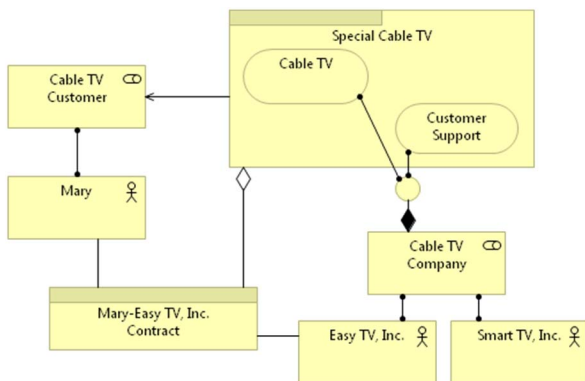 Special Cable TV
Cable TV
Customer
Support
Cable TV
Customer
Mary
Cable TV
Company
Mary-Easy TV, Inc.
Contract
Easy TV, Inc.
Smart TV, Inc.